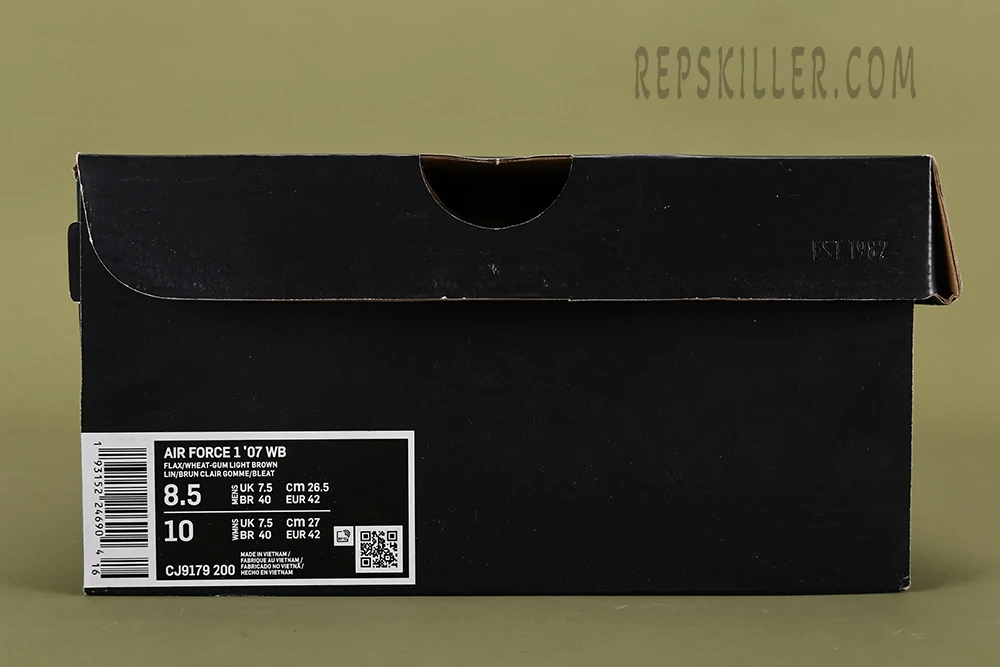 REPSKILLER.COM
EST. 1982
AIR FORCE 1 '07 WB
FLAX/WHEAT-GUM LIGHT BROWN
LIN/BRUN CLAIR GOMME/BLEAT
8.5 MENS UK 7.5 cm 26.5
BR 40 EUR 42
10 WMNS UK 7.5 cm 27
BR 40 EUR 42
CJ9179 200
MADE IN VIETNAM /
FABRIQUE AU VIETNAM /
FABRICADO NO VIETNÃ /
HECHO EN VIETNAM
1 93152 24690 4 16